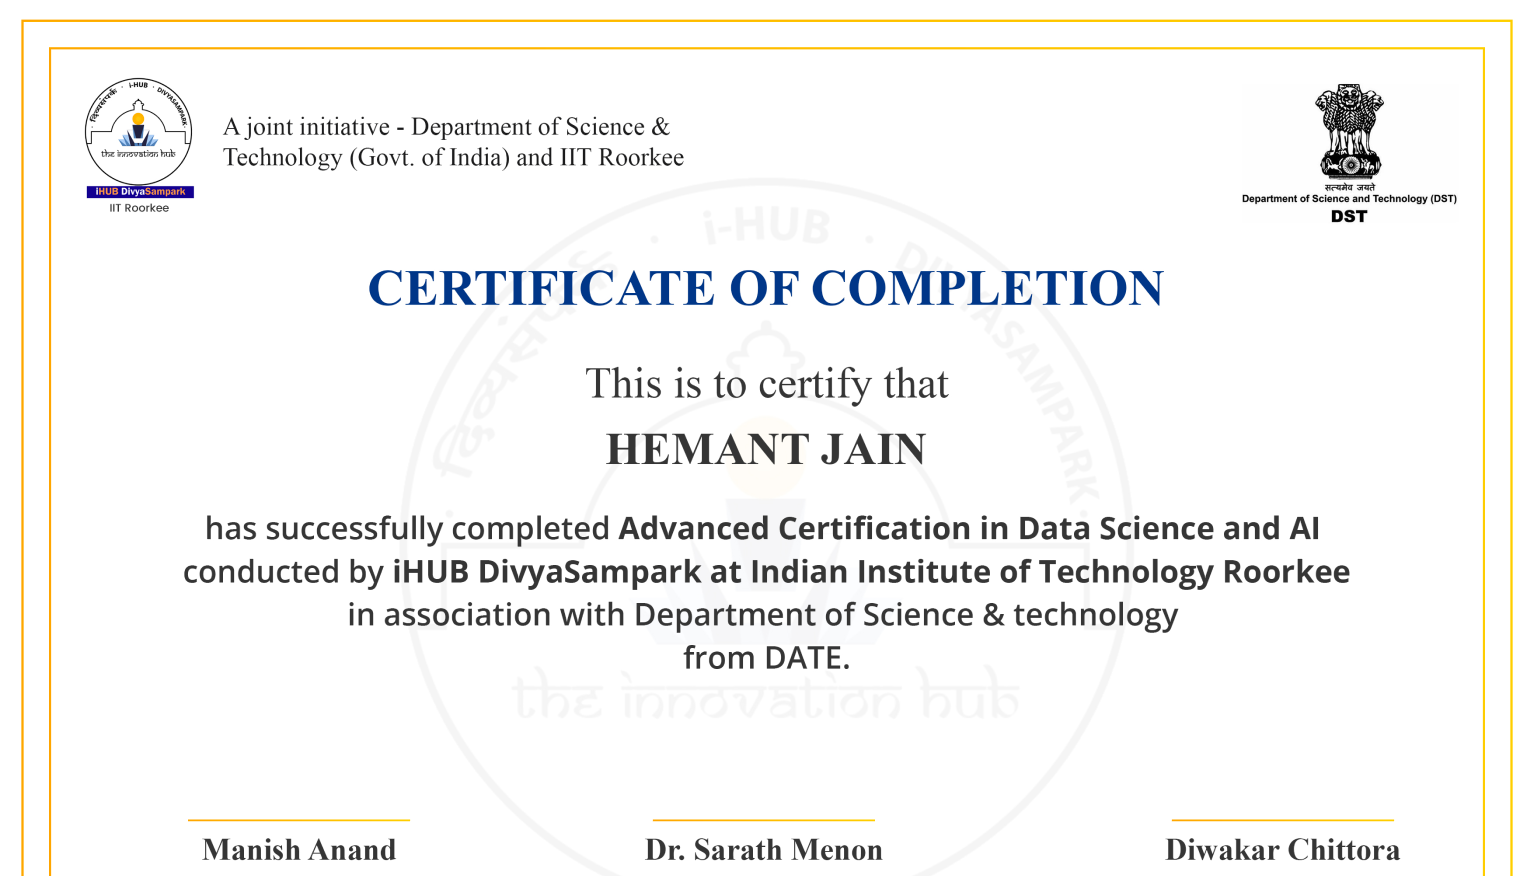 दिव्यसंपर्क · i-HUB · DIVYASAMPARK
the innovation hub
iHUB DivyaSampark
IIT Roorkee
A joint initiative - Department of Science &
Technology (Govt. of India) and IIT Roorkee
सत्यमेव जयते
Department of Science and Technology (DST)
DST
दिव्यसंपर्क · i-HUB · DIVYASAMPARK
CERTIFICATE OF COMPLETION
This is to certify that
HEMANT JAIN
has successfully completed Advanced Certification in Data Science and AI
conducted by iHUB DivyaSampark at Indian Institute of Technology Roorkee
in association with Department of Science & technology
from DATE.
the innovation hub
Manish Anand
Dr. Sarath Menon
Diwakar Chittora